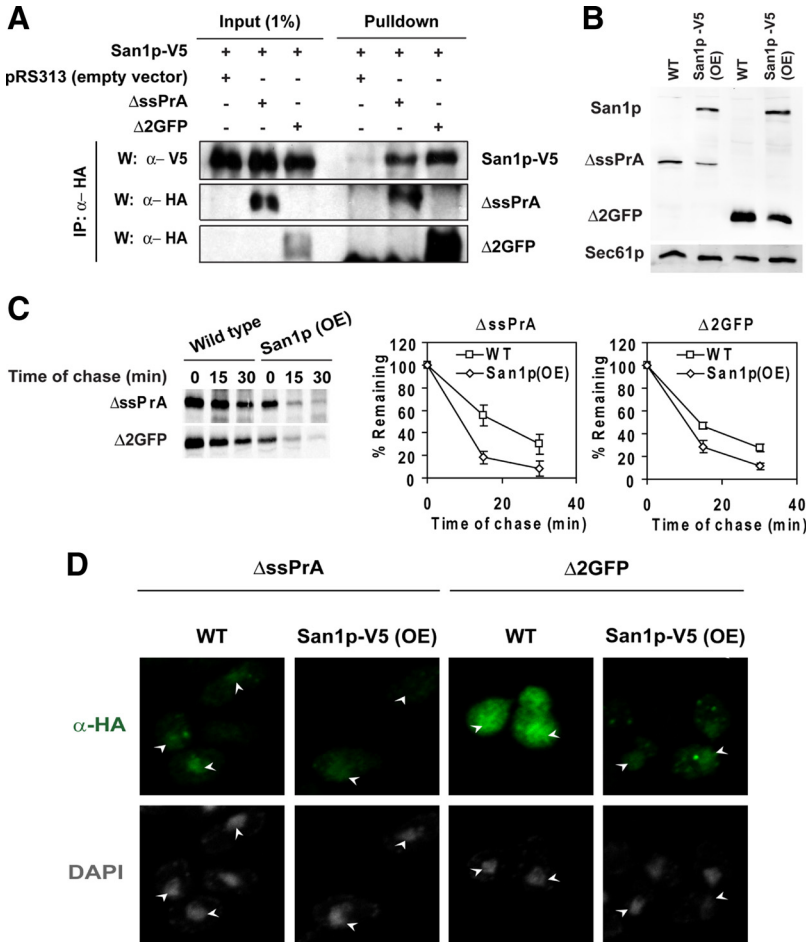 A
Input (1%) Pulldown
San1p-V5 + + + + + +
pRS313 (empty vector) + - - + - -
ΔssPrA - + - - + -
Δ2GFP - - + - - +
IP: α- HA
W: α- V5 San1p-V5
W: α- HA ΔssPrA
W: α- HA Δ2GFP
B
WT San1p -V5 (OE) WT San1p -V5 (OE)
San1p
ΔssPrA
Δ2GFP
Sec61p
C
Wild type San1p (OE)
Time of chase (min) 0 15 30 0 15 30
ΔssPrA
Δ2GFP
ΔssPrA
% Remaining
120
100
80
60
40
20
0
WT
San1p(OE)
0 20 40
Time of chase (min)
Δ2GFP
% Remaining
120
100
80
60
40
20
0
WT
San1p(OE)
0 20 40
Time of chase (min)
D
ΔssPrA Δ2GFP
WT San1p-V5 (OE) WT San1p-V5 (OE)
α-HA
DAPI